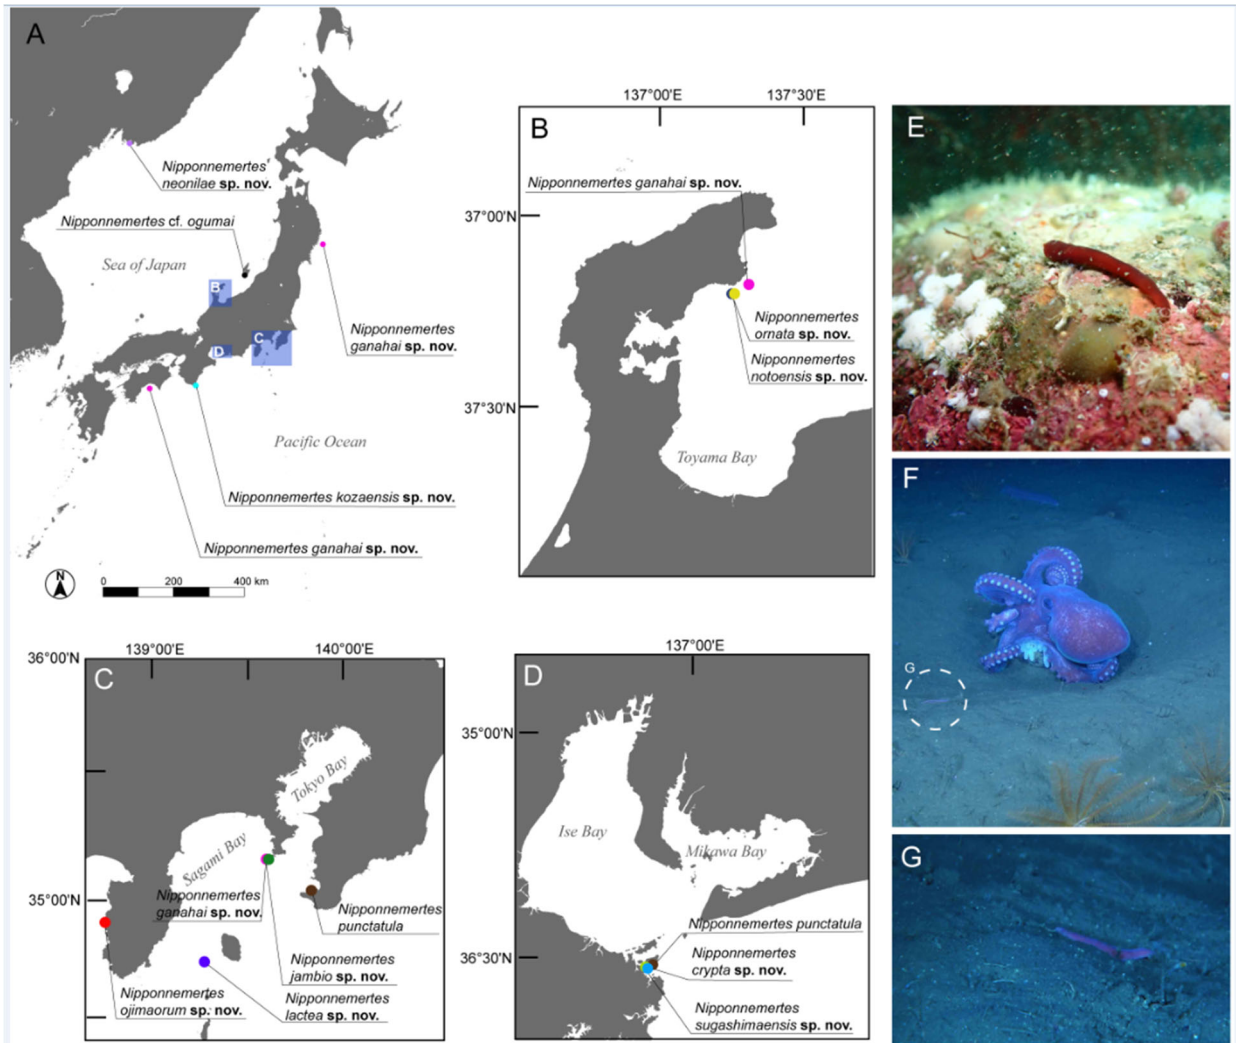 A
Nipponnemertes
neonilae sp. nov.
Nipponnemertes cf. ogumai
Sea of Japan
B
D
C
Nipponnemertes
ganahai sp. nov.
Pacific Ocean
Nipponnemertes kozaensis sp. nov.
Nipponnemertes ganahai sp. nov.
N
0 200 400 km
137°00'E 137°30'E
B
Nipponnemertes ganahai sp. nov.
37°00'N
Nipponnemertes
ornata sp. nov.
Nipponnemertes
notoensis sp. nov.
37°30'N
Toyama Bay
E
F
G
G
139°00'E 140°00'E
36°00'N
C
Tokyo Bay
Sagami Bay
Nipponnemertes
ganahai sp. nov.
35°00'N
Nipponnemertes
punctatula
Nipponnemertes
jambio sp. nov.
Nipponnemertes
ojimaorum sp. nov.
Nipponnemertes
lactea sp. nov.
137°00'E
D
35°00'N
Ise Bay
Mikawa Bay
Nipponnemertes punctatula
36°30'N
Nipponnemertes
crypta sp. nov.
Nipponnemertes
sugashimaensis sp. nov.